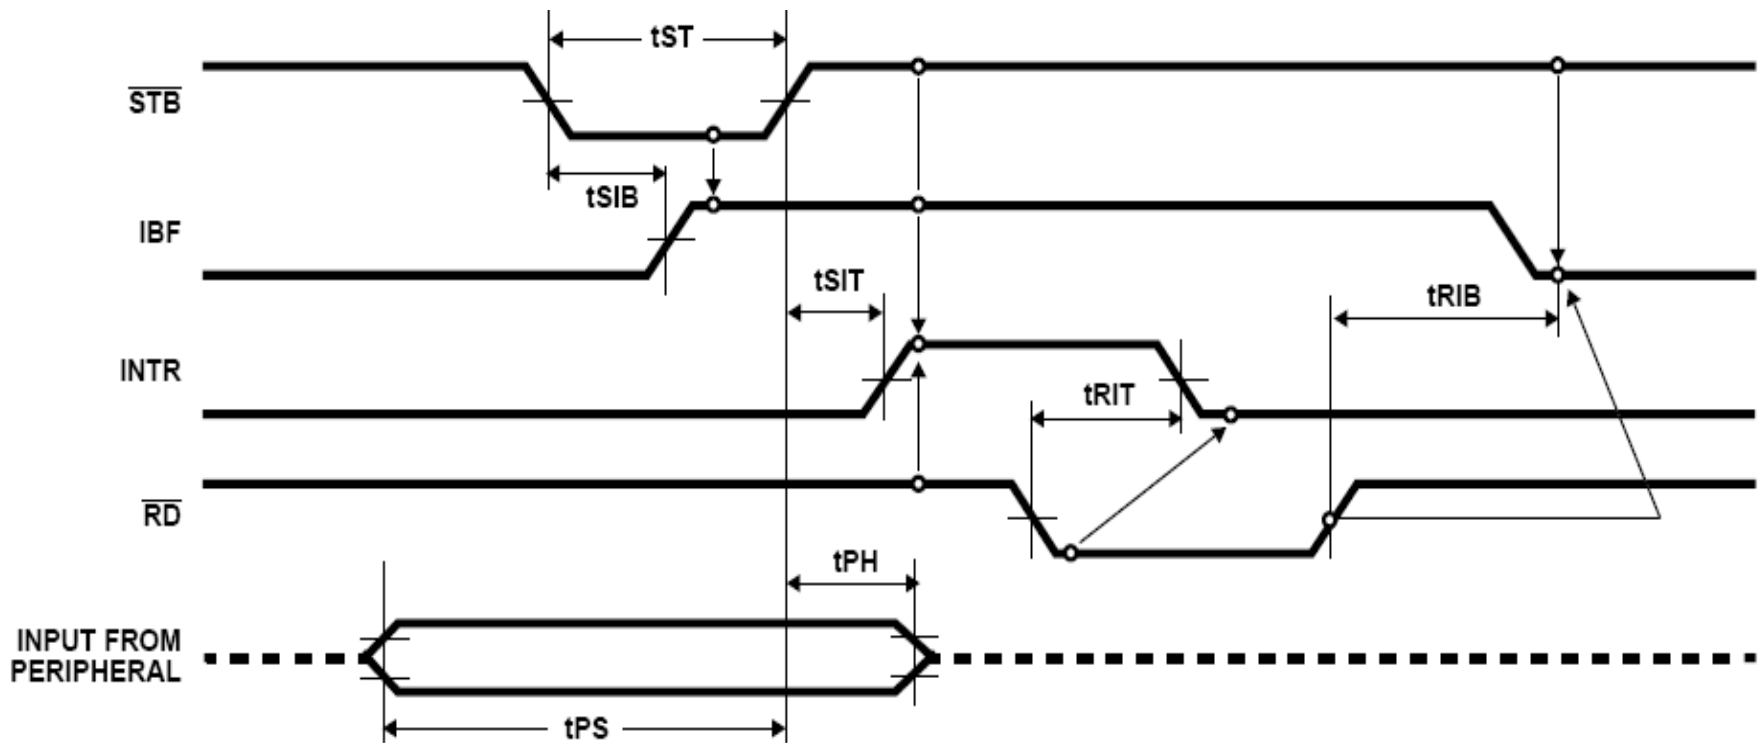 tST
STB
tSIB
IBF
tSIT
tRIB
INTR
tRIT
RD
tPH
INPUT FROM
PERIPHERAL
tPS